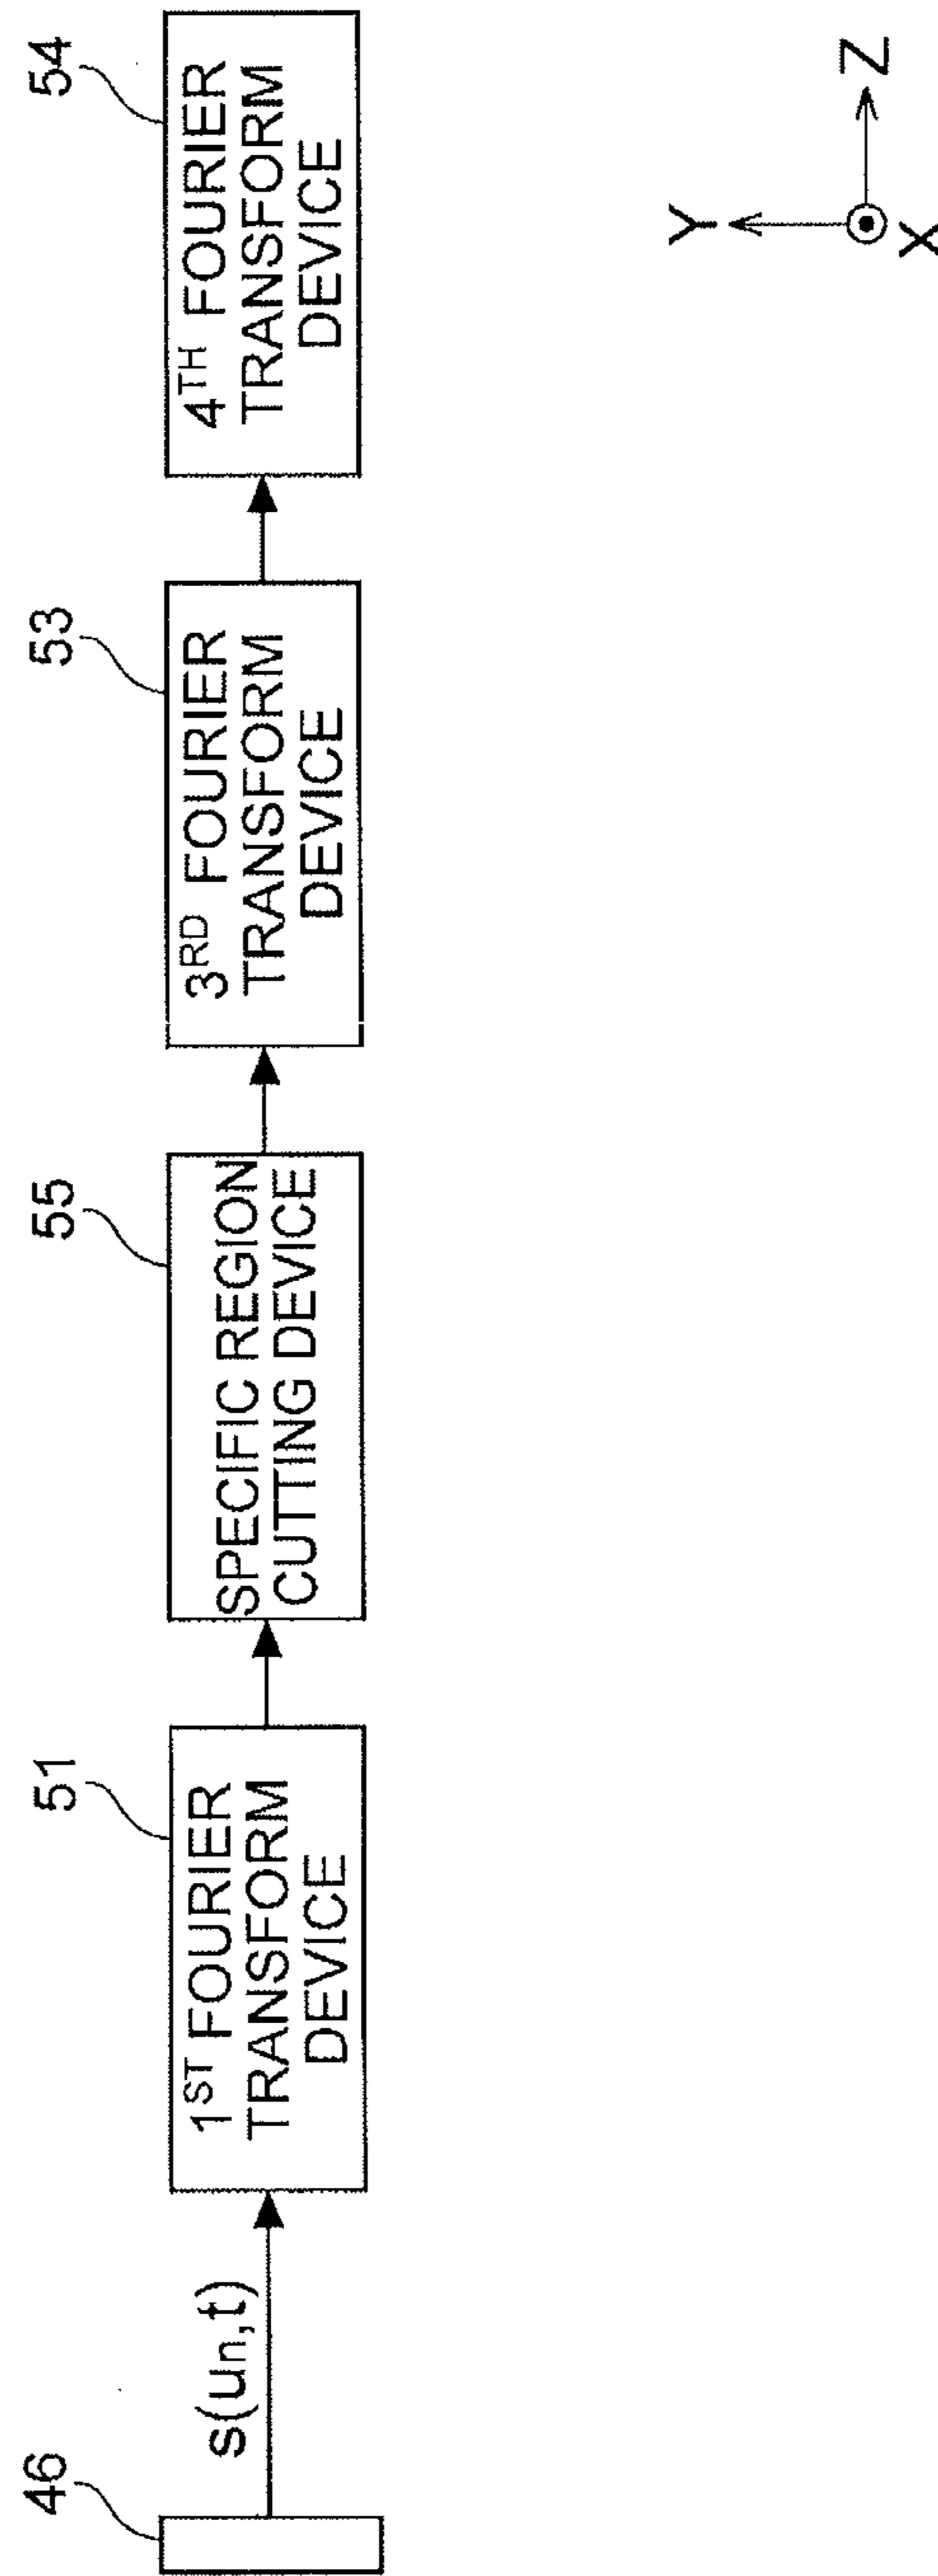 46
s(un,t)
51
1ST FOURIER
TRANSFORM
DEVICE
55
SPECIFIC REGION
CUTTING DEVICE
53
3RD FOURIER
TRANSFORM
DEVICE
54
4TH FOURIER
TRANSFORM
DEVICE
Y
Z
X